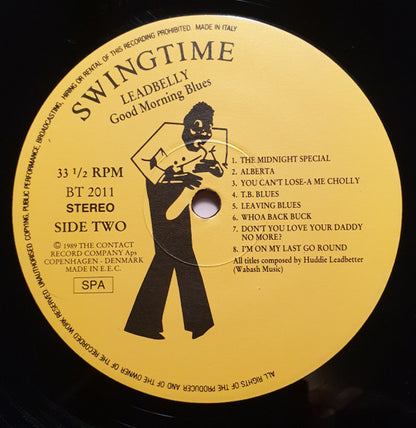 UNAUTHORISED COPYING, PUBLIC PERFORMANCE, BROADCASTING, HIRING OR RENTAL OF THIS RECORDING PROHIBITED. MADE IN ITALY
SWINGTIME
LEADBELLY
Good Morning Blues
33 1/2 RPM
BT 2011
STEREO
SIDE TWO
© 1989 THE CONTACT
RECORD COMPANY Aps
COPENHAGEN - DENMARK
MADE IN E.E.C.
SPA
1. THE MIDNIGHT SPECIAL
2. ALBERTA
3. YOU CAN'T LOSE-A ME CHOLLY
4. T.B. BLUES
5. LEAVING BLUES
6. WHOA BACK BUCK
7. DON'T YOU LOVE YOUR DADDY
NO MORE?
8. I'M ON MY LAST GO ROUND
All titles composed by Huddie Leadbetter
(Wabash Music)
ALL RIGHTS OF THE PRODUCER AND OF THE OWNER OF THE RECORDED WORK RESERVED.